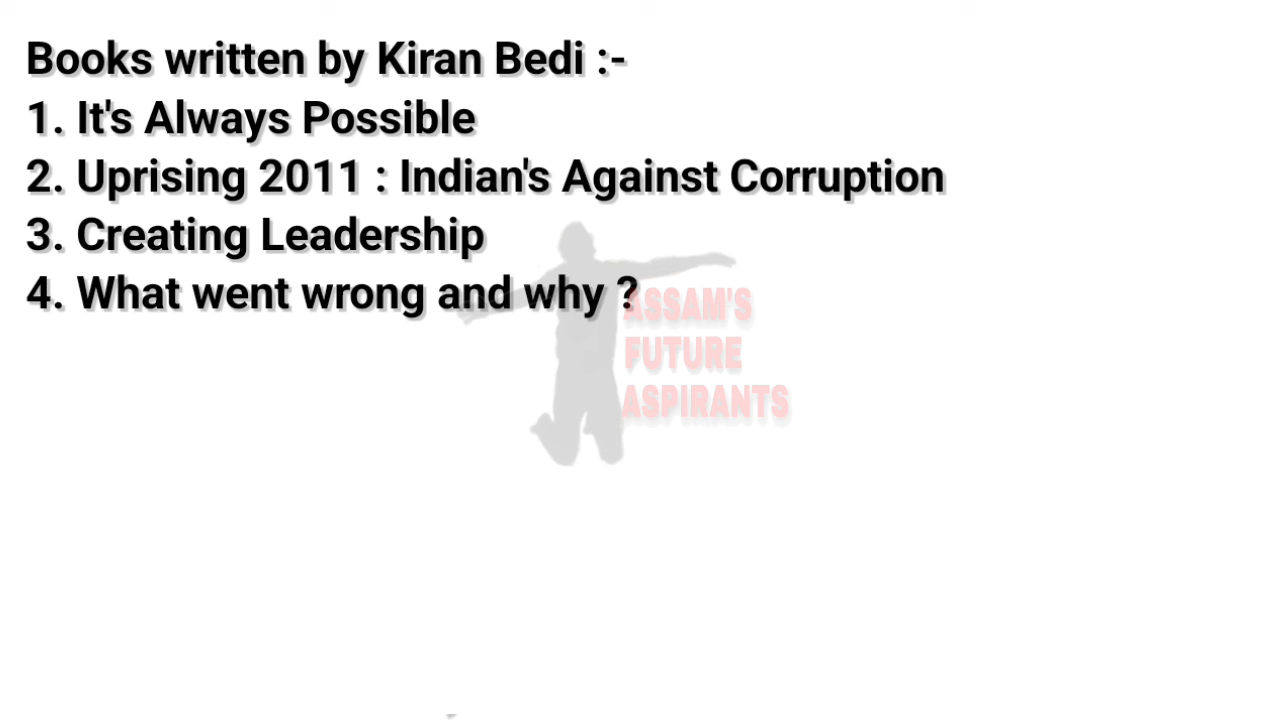 Books written by Kiran Bedi :-
1. It's Always Possible
2. Uprising 2011 : Indian's Against Corruption
3. Creating Leadership
4. What went wrong and why ?
ASSAM'S
FUTURE
ASPIRANTS